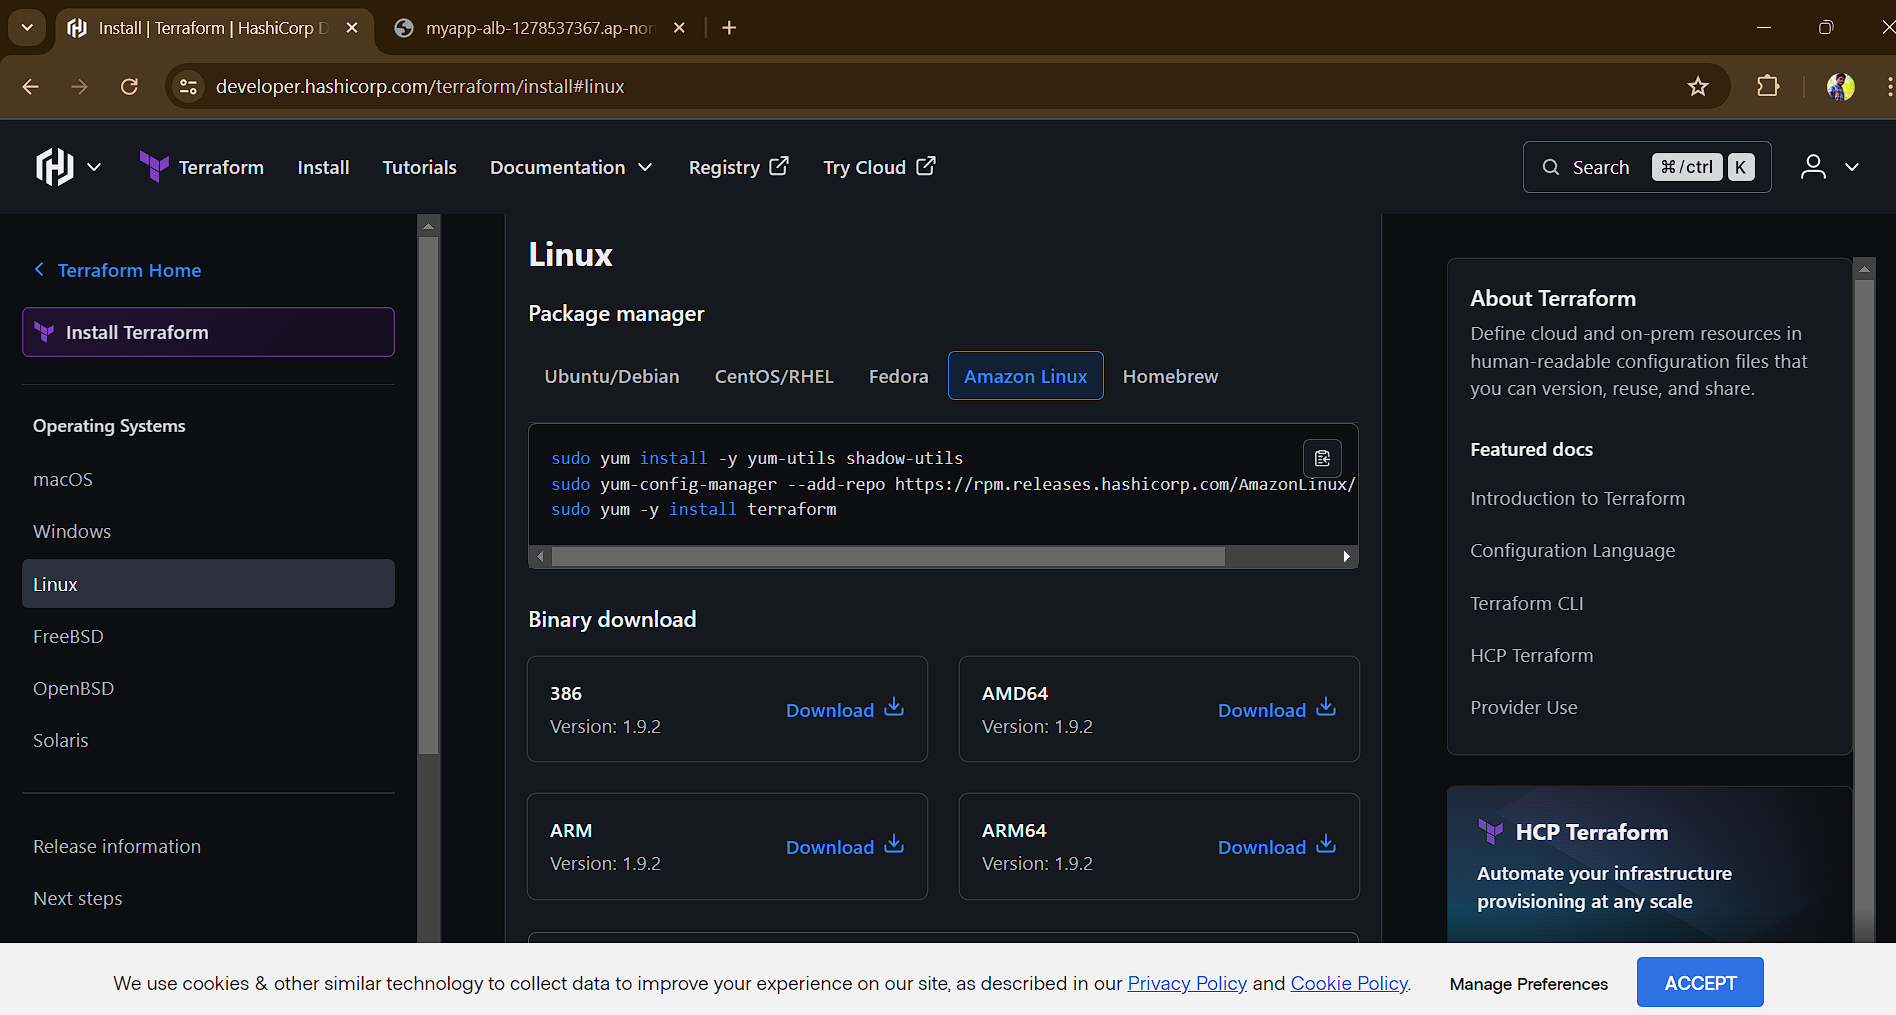 Install | Terraform | HashiCorp D
myapp-alb-1278537367.ap-nor
developer.hashicorp.com/terraform/install#linux
Terraform
Install
Tutorials
Documentation
Registry
Try Cloud
Search
⌘/ctrl
K
Terraform Home
Install Terraform
Operating Systems
macOS
Windows
Linux
FreeBSD
OpenBSD
Solaris
Release information
Next steps
Linux
Package manager
Ubuntu/Debian
CentOS/RHEL
Fedora
Amazon Linux
Homebrew
sudo yum install -y yum-utils shadow-utils
sudo yum-config-manager --add-repo https://rpm.releases.hashicorp.com/AmazonLinux/
sudo yum -y install terraform
Binary download
386
Version: 1.9.2
Download
AMD64
Version: 1.9.2
Download
ARM
Version: 1.9.2
Download
ARM64
Version: 1.9.2
Download
About Terraform
Define cloud and on-prem resources in
human-readable configuration files that
you can version, reuse, and share.
Featured docs
Introduction to Terraform
Configuration Language
Terraform CLI
HCP Terraform
Provider Use
HCP Terraform
Automate your infrastructure
provisioning at any scale
We use cookies & other similar technology to collect data to improve your experience on our site, as described in our Privacy Policy and Cookie Policy.
Manage Preferences
ACCEPT